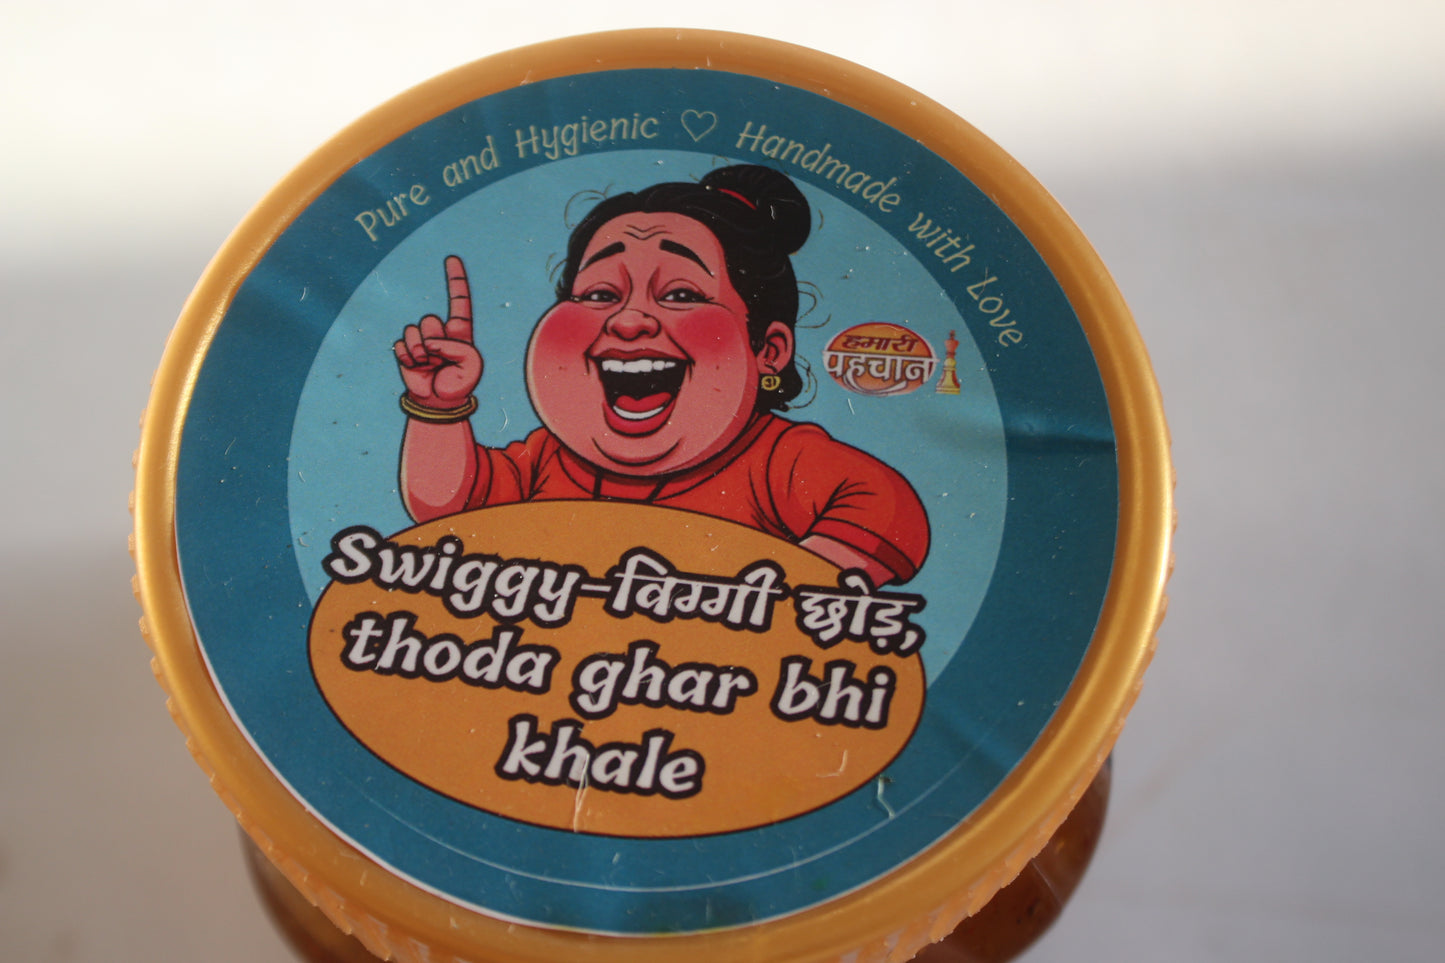 Pure and Hygienic ♡ Handmade with Love
हमारी
पहचान
Swiggy-विग्गी छोड़,
thoda ghar bhi
khale